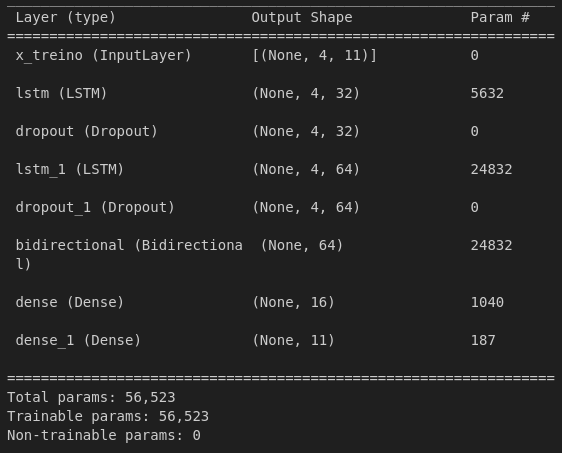 Layer (type) Output Shape Param #
x_treino (InputLayer) [(None, 4, 11)] 0
lstm (LSTM) (None, 4, 32) 5632
dropout (Dropout) (None, 4, 32) 0
lstm_1 (LSTM) (None, 4, 64) 24832
dropout_1 (Dropout) (None, 4, 64) 0
bidirectional (Bidirectiona (None, 64) 24832
l)
dense (Dense) (None, 16) 1040
dense_1 (Dense) (None, 11) 187
Total params: 56,523
Trainable params: 56,523
Non-trainable params: 0